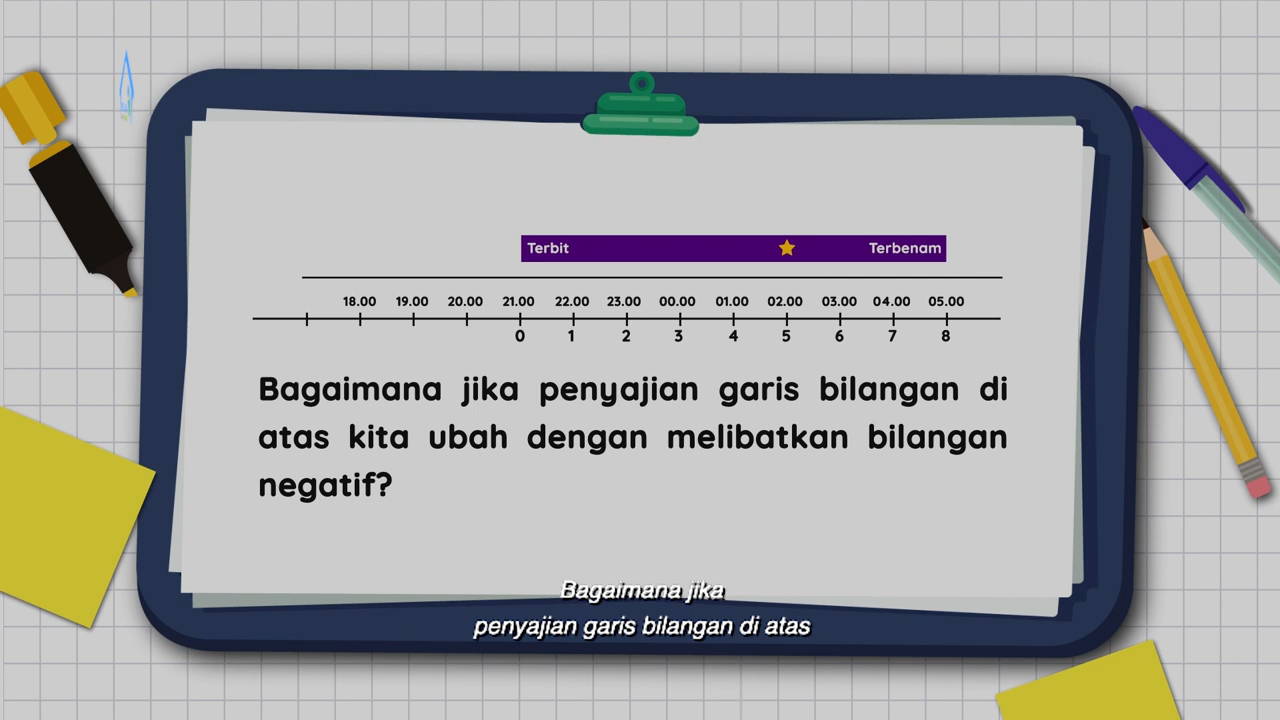 Terbit Terbenam
18.00 19.00 20.00 21.00 22.00 23.00 00.00 01.00 02.00 03.00 04.00 05.00
0 1 2 3 4 5 6 7 8
Bagaimana jika penyajian garis bilangan di
atas kita ubah dengan melibatkan bilangan
negatif?
Bagaimana jika
penyajian garis bilangan di atas